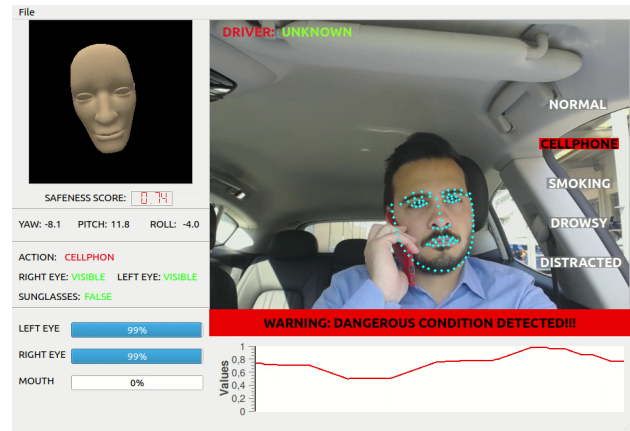 File
DRIVER: UNKNOWN
NORMAL
CELLPHONE
SMOKING
DROWSY
DISTRACTED
SAFENESS SCORE: 0.74
YAW: -8.1 PITCH: 11.8 ROLL: -4.0
ACTION: CELLPHON
RIGHT EYE: VISIBLE LEFT EYE: VISIBLE
SUNGLASSES: FALSE
LEFT EYE 99%
RIGHT EYE 99%
MOUTH 0%
WARNING: DANGEROUS CONDITION DETECTED!!!
Values
1
0,8
0,6
0,4
0,2
0